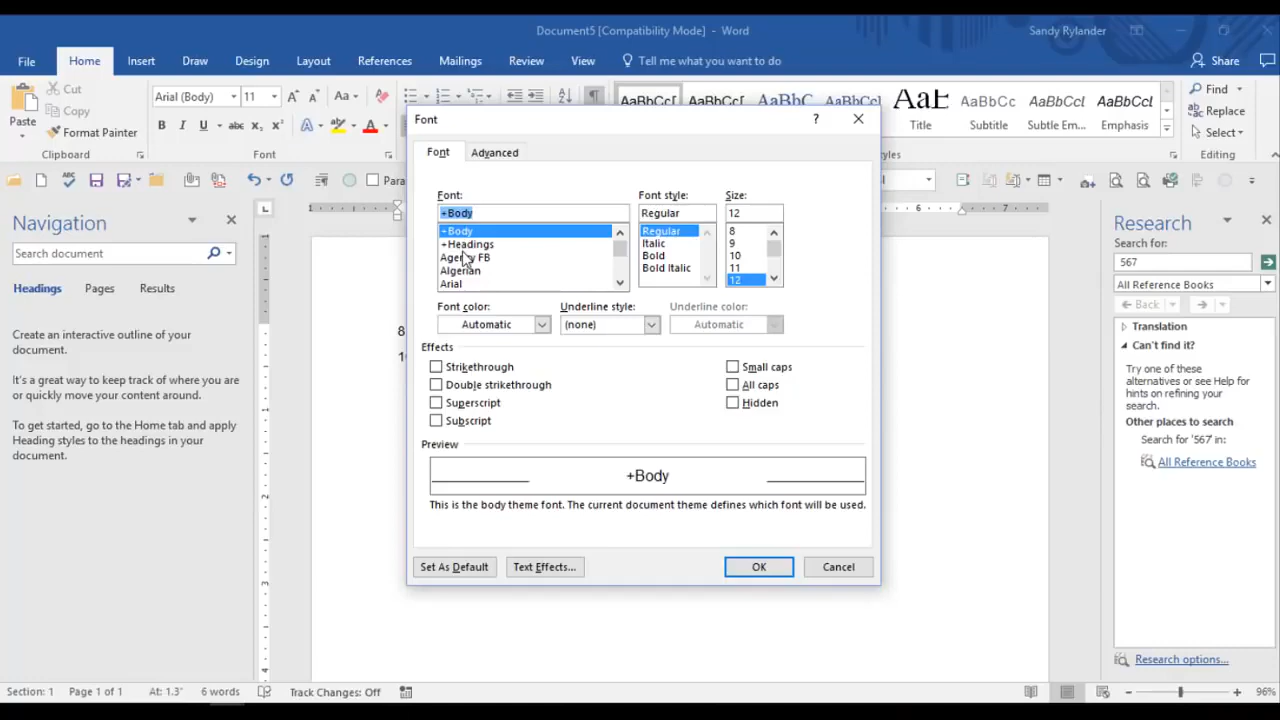 Document5 [Compatibility Mode] - Word
Sandy Rylander
File Home Insert Draw Design Layout References Mailings Review View Tell me what you want to do Share
Cut
Copy
Format Painter
Paste
Clipboard
Arial (Body) 11
Aa
B I U abc x₂ x²
A A
Font
AaBbCc[ AaBbCc[ AaBbC AaBbCcE AaE AaBbCcI AaBbCcl AaBbCcl
Title Subtitle Subtle Em... Emphasis
Find
Replace
Select
Editing
Para
Navigation
Search document
Headings Pages Results
Create an interactive outline of your
document.
It's a great way to keep track of where you are
or quickly move your content around.
To get started, go to the Home tab and apply
Heading styles to the headings in your
document.
Font
? ×
Font Advanced
Font: Font style: Size:
+Body Regular 12
+Body
+Headings
Agency FB
Algerian
Arial
Regular
Italic
Bold
Bold Italic
8
9
10
11
12
Font color: Underline style: Underline color:
Automatic (none) Automatic
Effects
Strikethrough
Double strikethrough
Superscript
Subscript
Small caps
All caps
Hidden
Preview
+Body
This is the body theme font. The current document theme defines which font will be used.
Set As Default Text Effects... OK Cancel
Research
Search for:
567
All Reference Books
Back
Translation
Can't find it?
Try one of these
alternatives or see Help for
hints on refining your
search.
Other places to search
Search for '567' in:
All Reference Books
Research options...
Section: 1 Page 1 of 1 At: 1.3" 6 words Track Changes: Off 96%